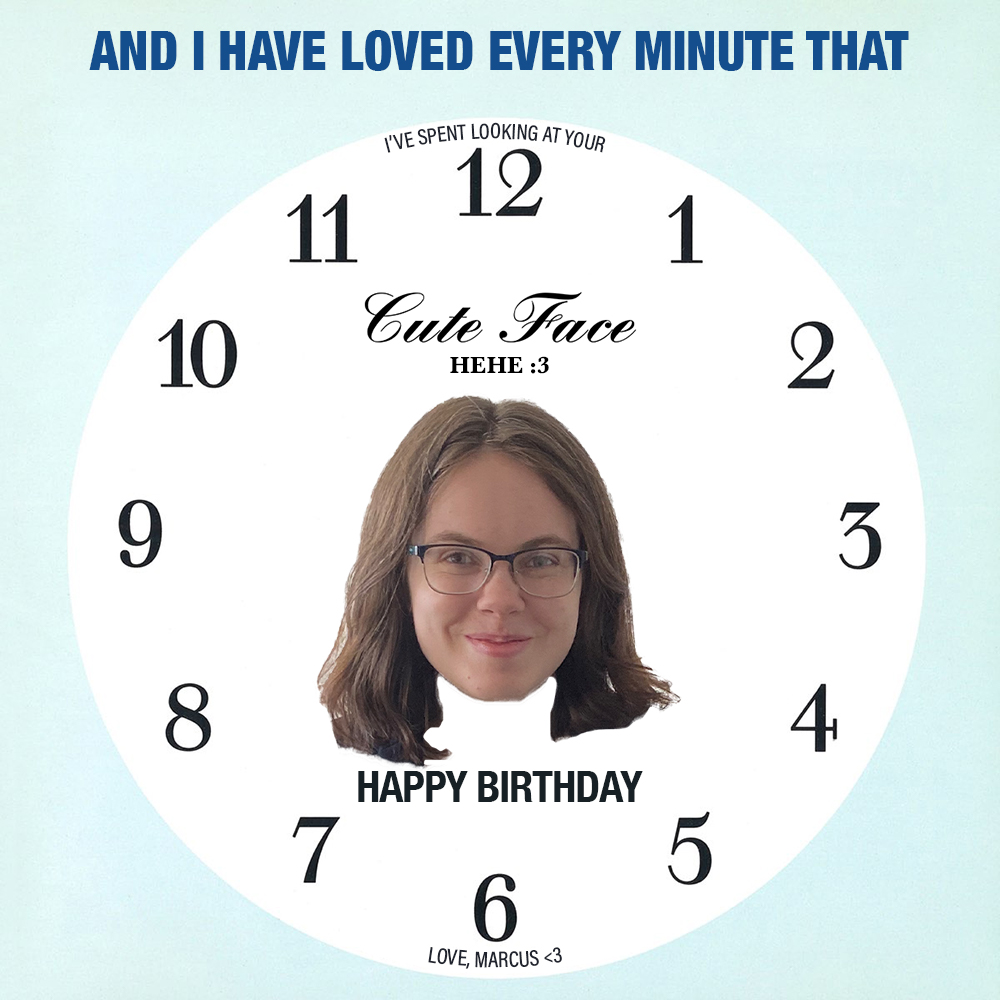 AND I HAVE LOVED EVERY MINUTE THAT
I'VE SPENT LOOKING AT YOUR
12
11
1
Cute Face
HEHE :3
10
2
9
3
8
4
HAPPY BIRTHDAY
7
5
6
LOVE, MARCUS <3